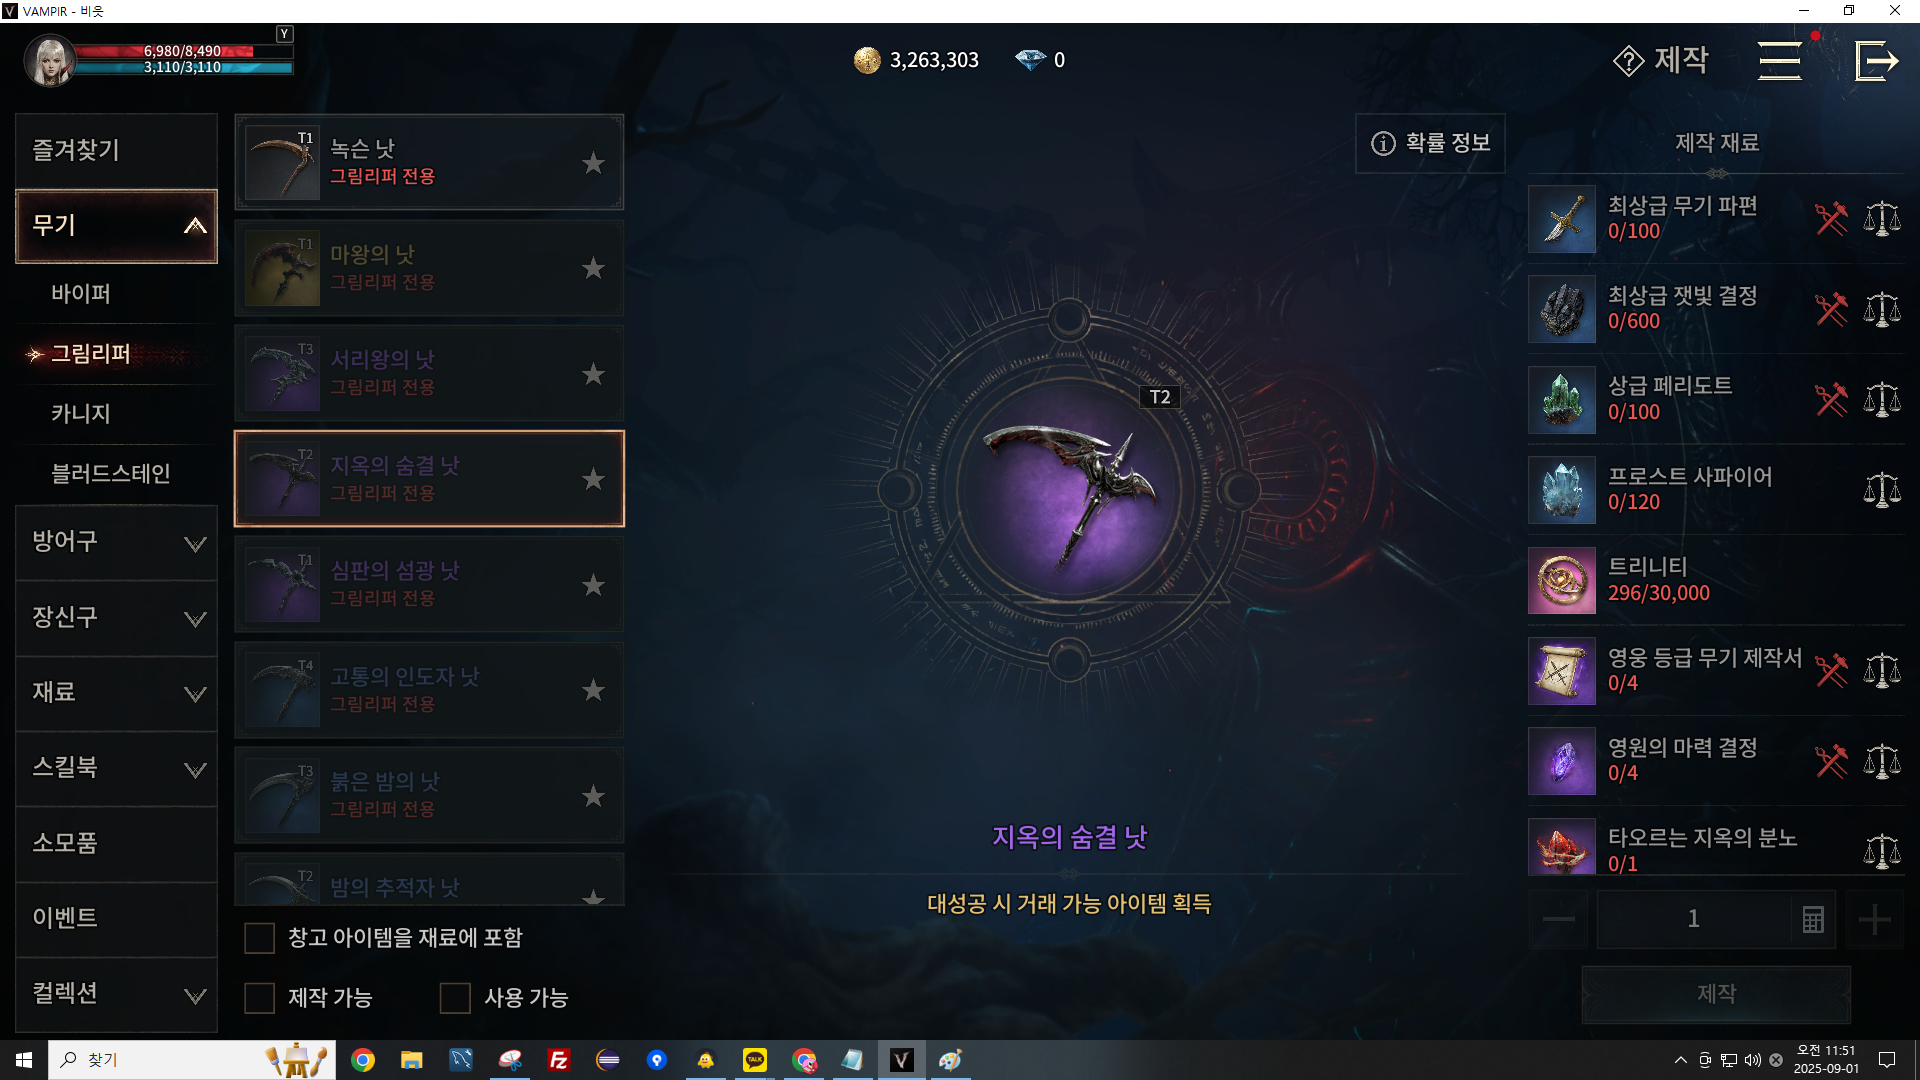 VAMPIR - 비웃
Y
6,980/8,490
3,110/3,110
3,263,303
0
제작
즐겨찾기
무기
바이퍼
그림리퍼
카니지
블러드스테인
방어구
장신구
재료
스킬북
소모품
이벤트
컬렉션
T1
녹슨 낫
그림리퍼 전용
T1
마왕의 낫
그림리퍼 전용
T3
서리왕의 낫
그림리퍼 전용
T2
지옥의 숨결 낫
그림리퍼 전용
T1
심판의 섬광 낫
그림리퍼 전용
T4
고통의 인도자 낫
그림리퍼 전용
T3
붉은 밤의 낫
그림리퍼 전용
T2
밤의 추적자 낫
창고 아이템을 재료에 포함
제작 가능
사용 가능
확률 정보
T2
지옥의 숨결 낫
대성공 시 거래 가능 아이템 획득
제작 재료
최상급 무기 파편
0/100
최상급 잿빛 결정
0/600
상급 페리도트
0/100
프로스트 사파이어
0/120
트리니티
296/30,000
영웅 등급 무기 제작서
0/4
영원의 마력 결정
0/4
타오르는 지옥의 분노
0/1
1
제작
찾기
FZ
TALK
V
오전 11:51
2025-09-01